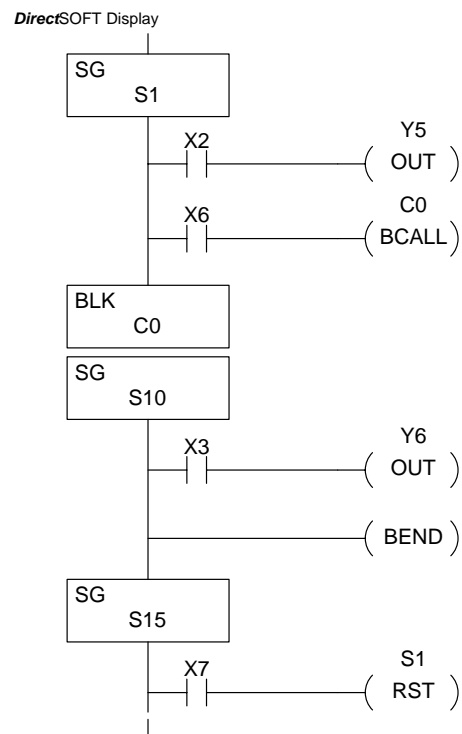 DirectSOFT Display
SG
S1
X2
Y5
OUT
X6
C0
BCALL
BLK
C0
SG
S10
X3
Y6
OUT
BEND
SG
S15
X7
S1
RST